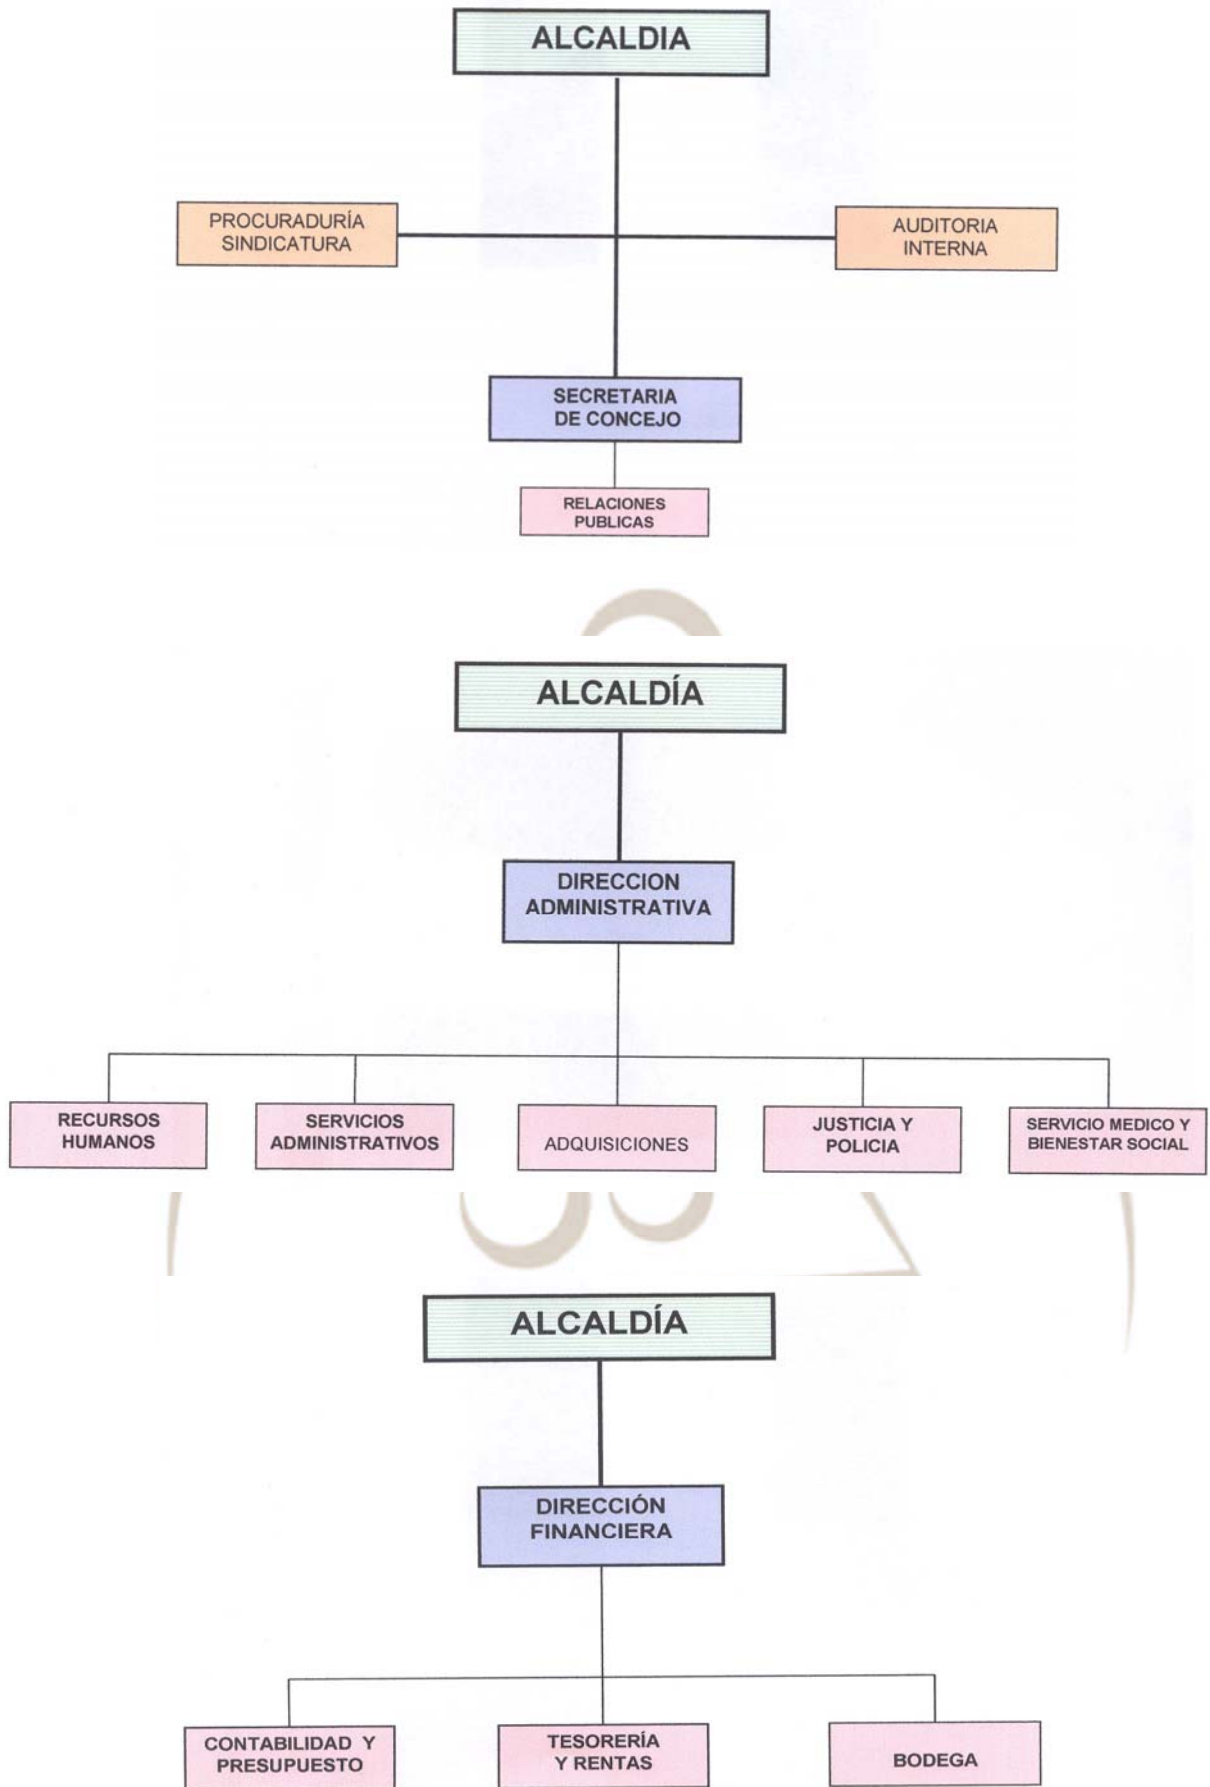 ALCALDIA
PROCURADURÍA
SINDICATURA
AUDITORIA
INTERNA
SECRETARIA
DE CONCEJO
RELACIONES
PUBLICAS
ALCALDÍA
DIRECCION
ADMINISTRATIVA
RECURSOS
HUMANOS
SERVICIOS
ADMINISTRATIVOS
ADQUISICIONES
JUSTICIA Y
POLICIA
SERVICIO MEDICO Y
BIENESTAR SOCIAL
ALCALDÍA
DIRECCIÓN
FINANCIERA
CONTABILIDAD Y
PRESUPUESTO
TESORERÍA
Y RENTAS
BODEGA